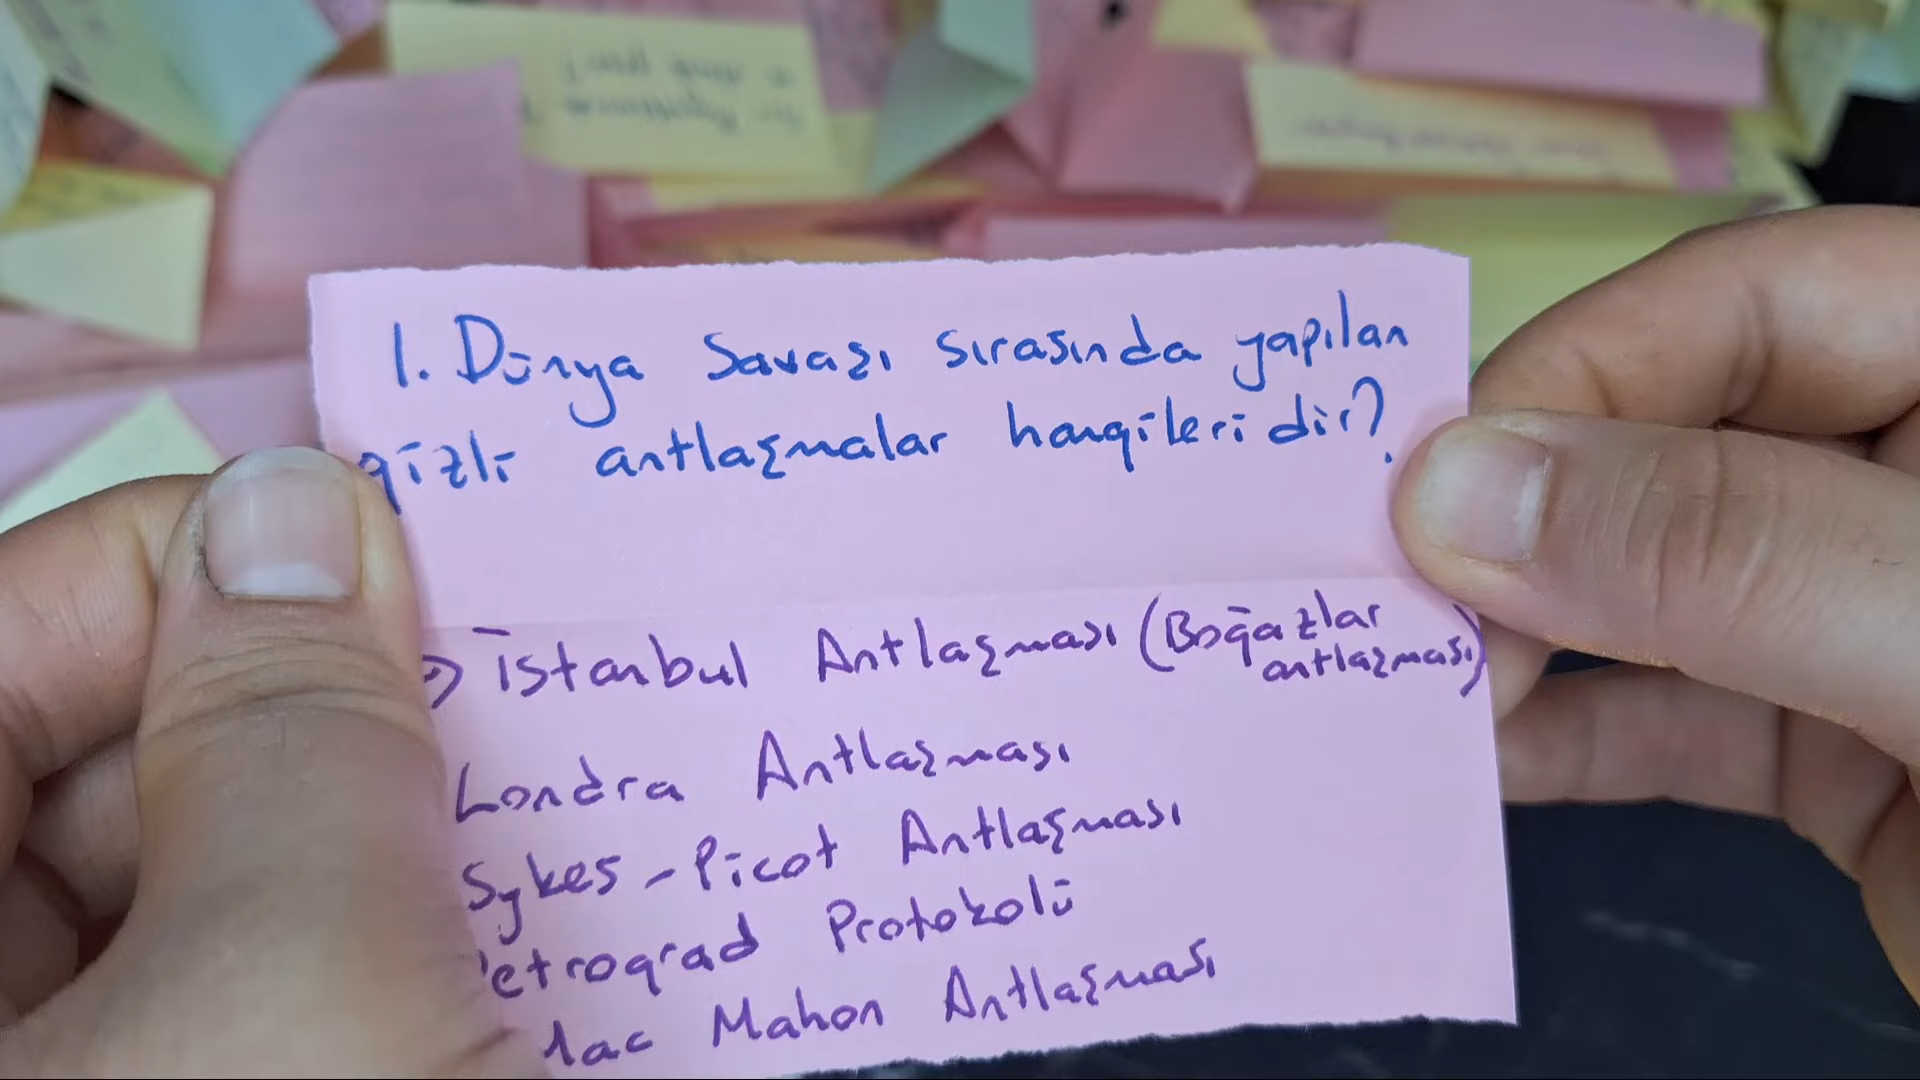 1. Dünya Savaşı sırasında yapılan
gizli antlaşmalar hangileridir?
→ İstanbul Antlaşması (Boğazlar
antlaşması)
Londra Antlaşması
Sykes-Picot Antlaşması
Petrograd Protokolü
Mac Mahon Antlaşması